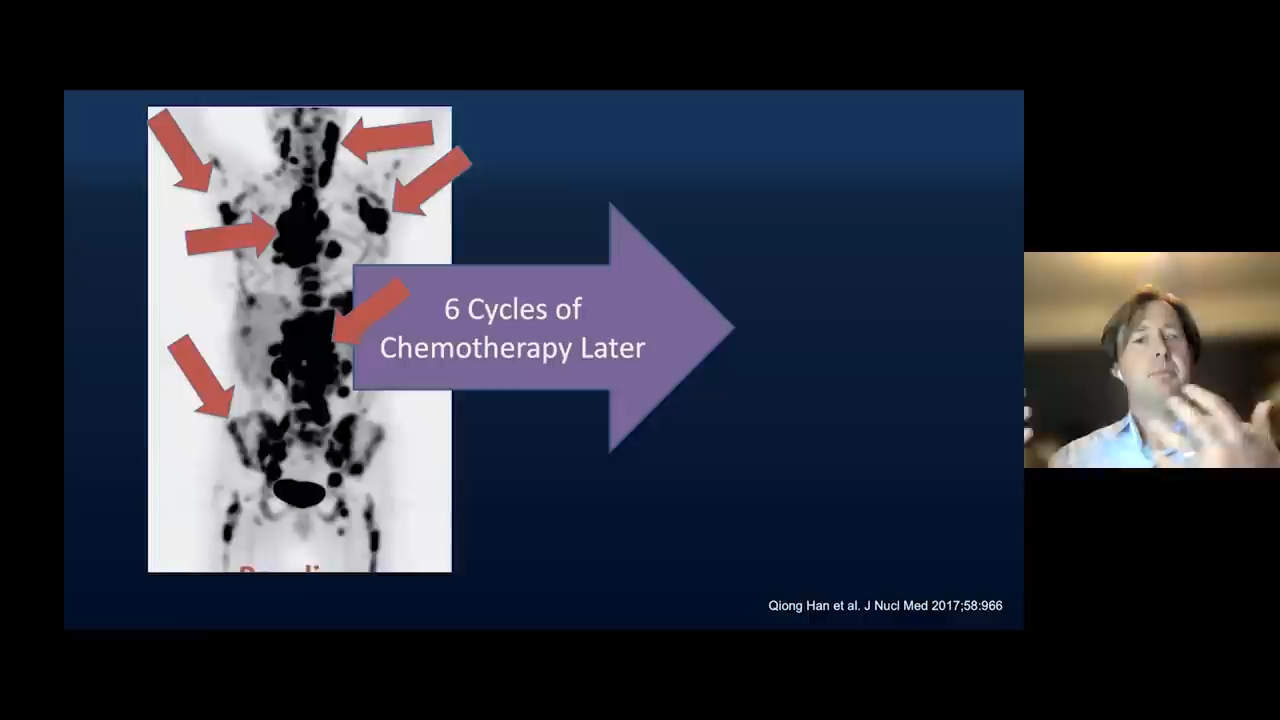 6 Cycles of
Chemotherapy Later
Qiong Han et al. J Nucl Med 2017;58:966